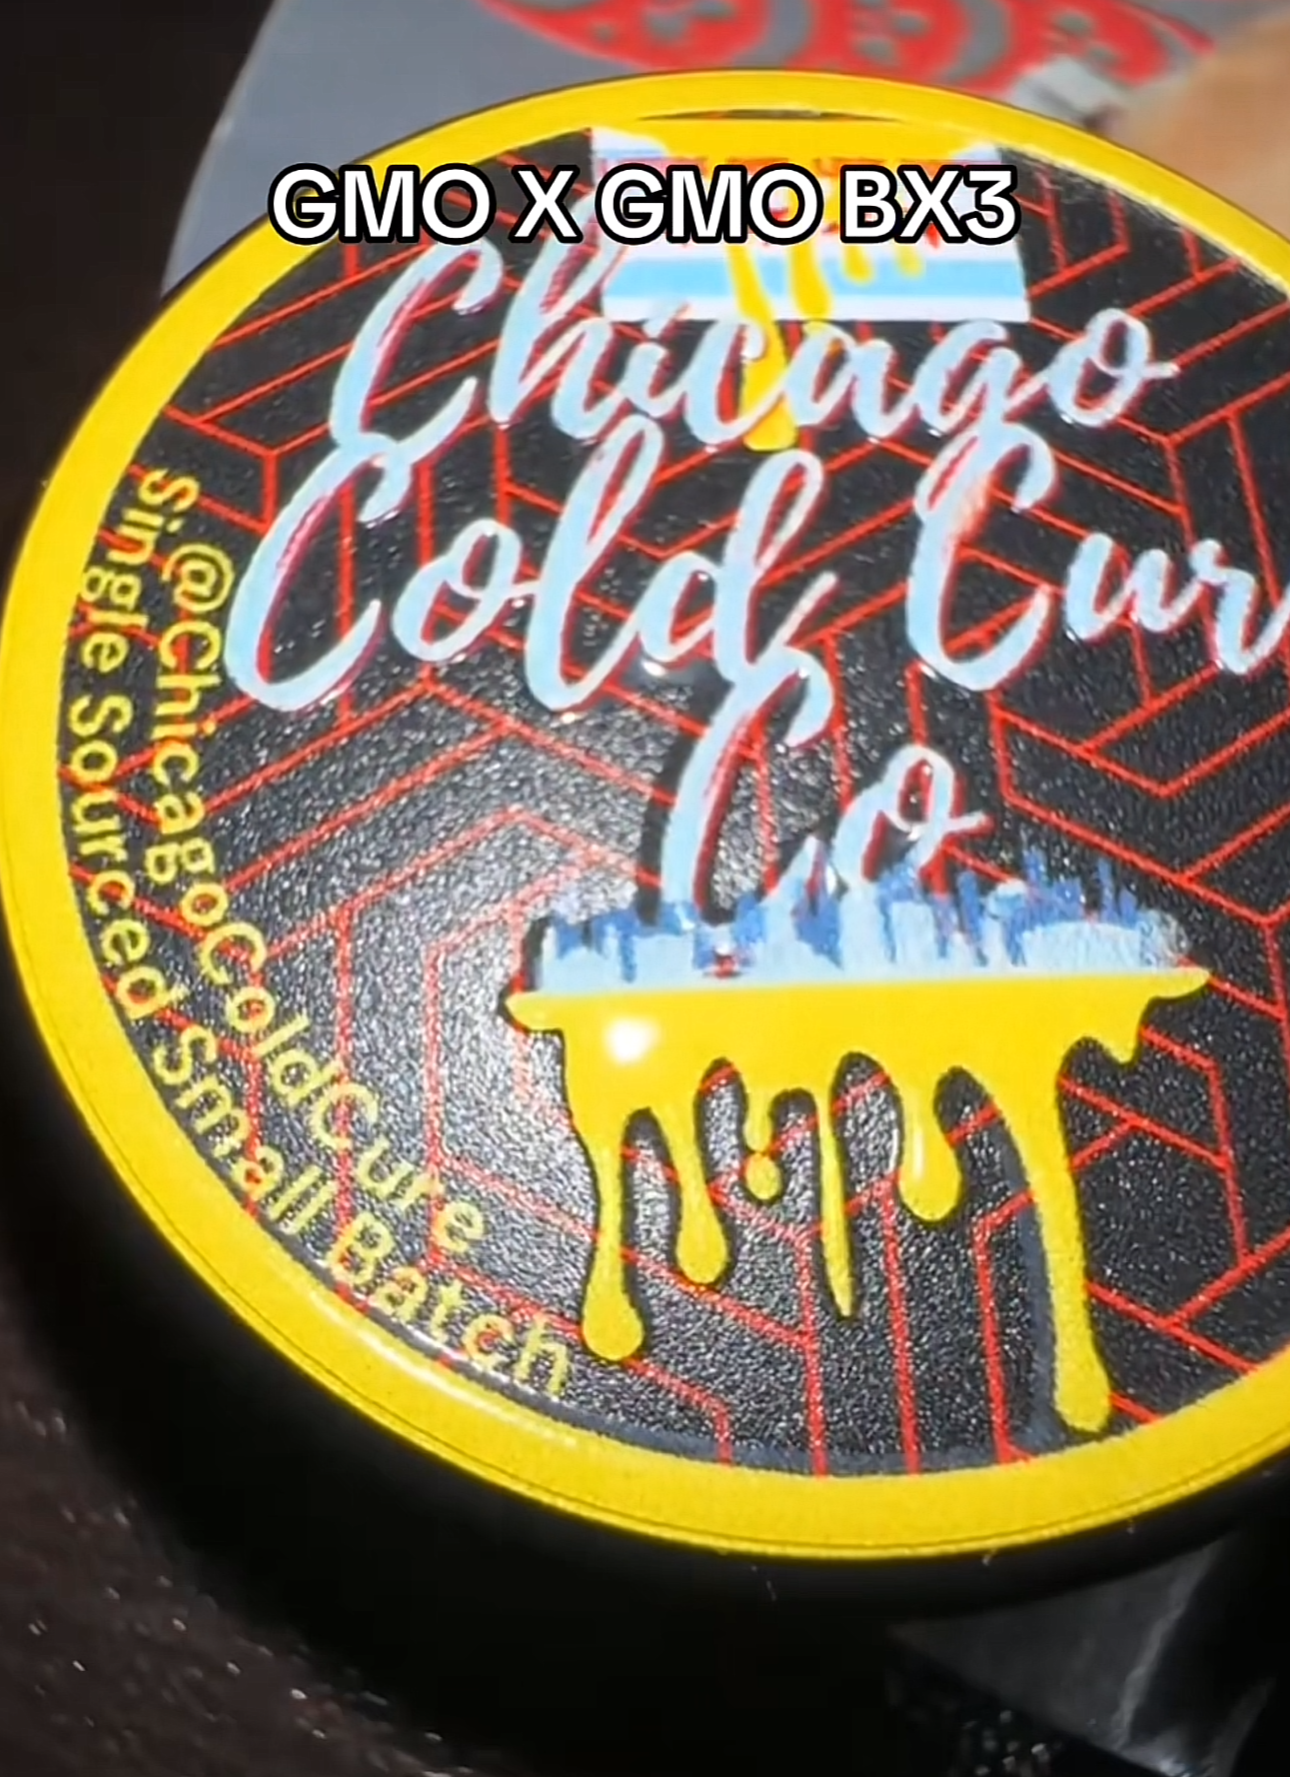 GMO X GMO BX3
Chicago
Cold Cur
Co
@ChicagoColdCure
Single Sourced Small Batch